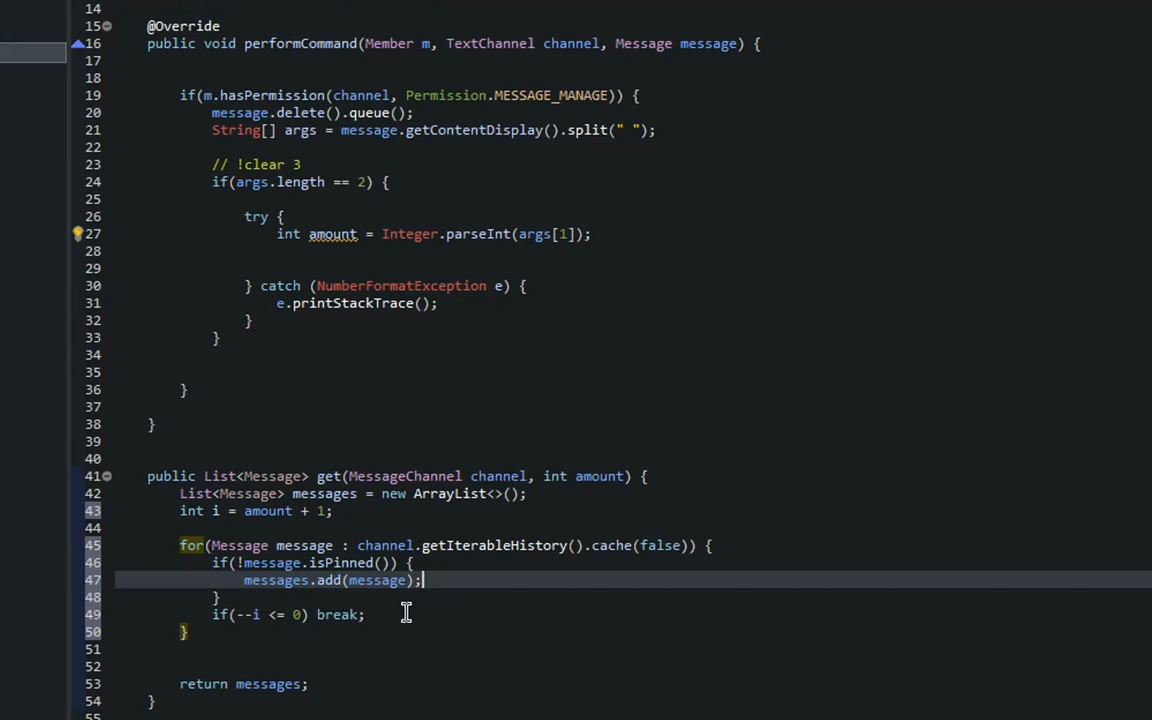 14
15 @Override
16 public void performCommand(Member m, TextChannel channel, Message message) {
17
18
19 if(m.hasPermission(channel, Permission.MESSAGE_MANAGE)) {
20 message.delete().queue();
21 String[] args = message.getContentDisplay().split(" ");
22
23 // !clear 3
24 if(args.length == 2) {
25
26 try {
27 int amount = Integer.parseInt(args[1]);
28
29
30 } catch (NumberFormatException e) {
31 e.printStackTrace();
32 }
33 }
34
35
36 }
37
38 }
39
40
41 public List<Message> get(MessageChannel channel, int amount) {
42 List<Message> messages = new ArrayList<>();
43 int i = amount + 1;
44
45 for(Message message : channel.getIterableHistory().cache(false)) {
46 if(!message.isPinned()) {
47 messages.add(message);
48 }
49 if(--i <= 0) break;
50 }
51
52
53 return messages;
54 }
55